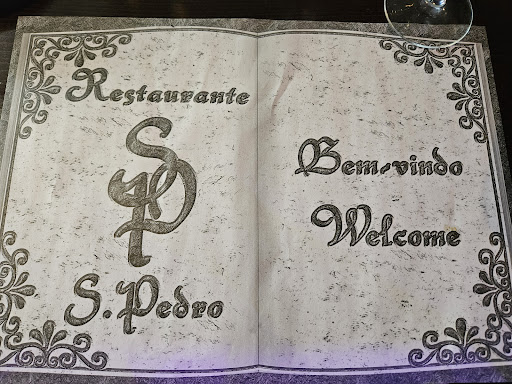 Restaurante
SP
S. Pedro
Bem-vindo
Welcome